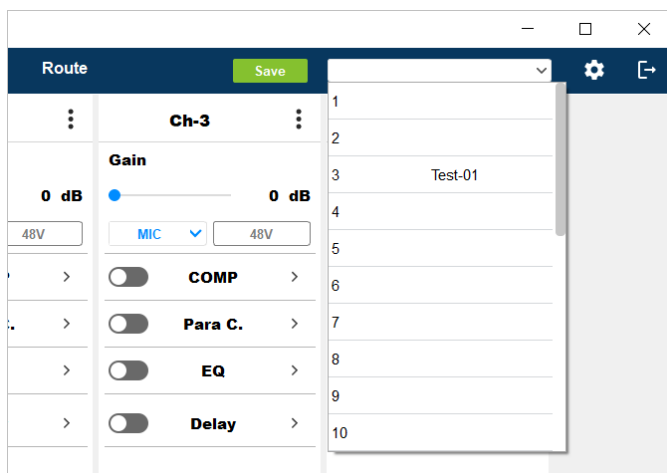 Route Save
Ch-3
Gain
0 dB 0 dB
48V MIC 48V
COMP
Para C.
EQ
Delay
1
2
3 Test-01
4
5
6
7
8
9
10